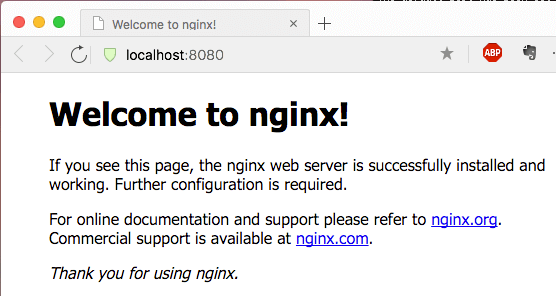 Welcome to nginx!
localhost:8080
ABP
Welcome to nginx!
If you see this page, the nginx web server is successfully installed and
working. Further configuration is required.
For online documentation and support please refer to nginx.org.
Commercial support is available at nginx.com.
Thank you for using nginx.